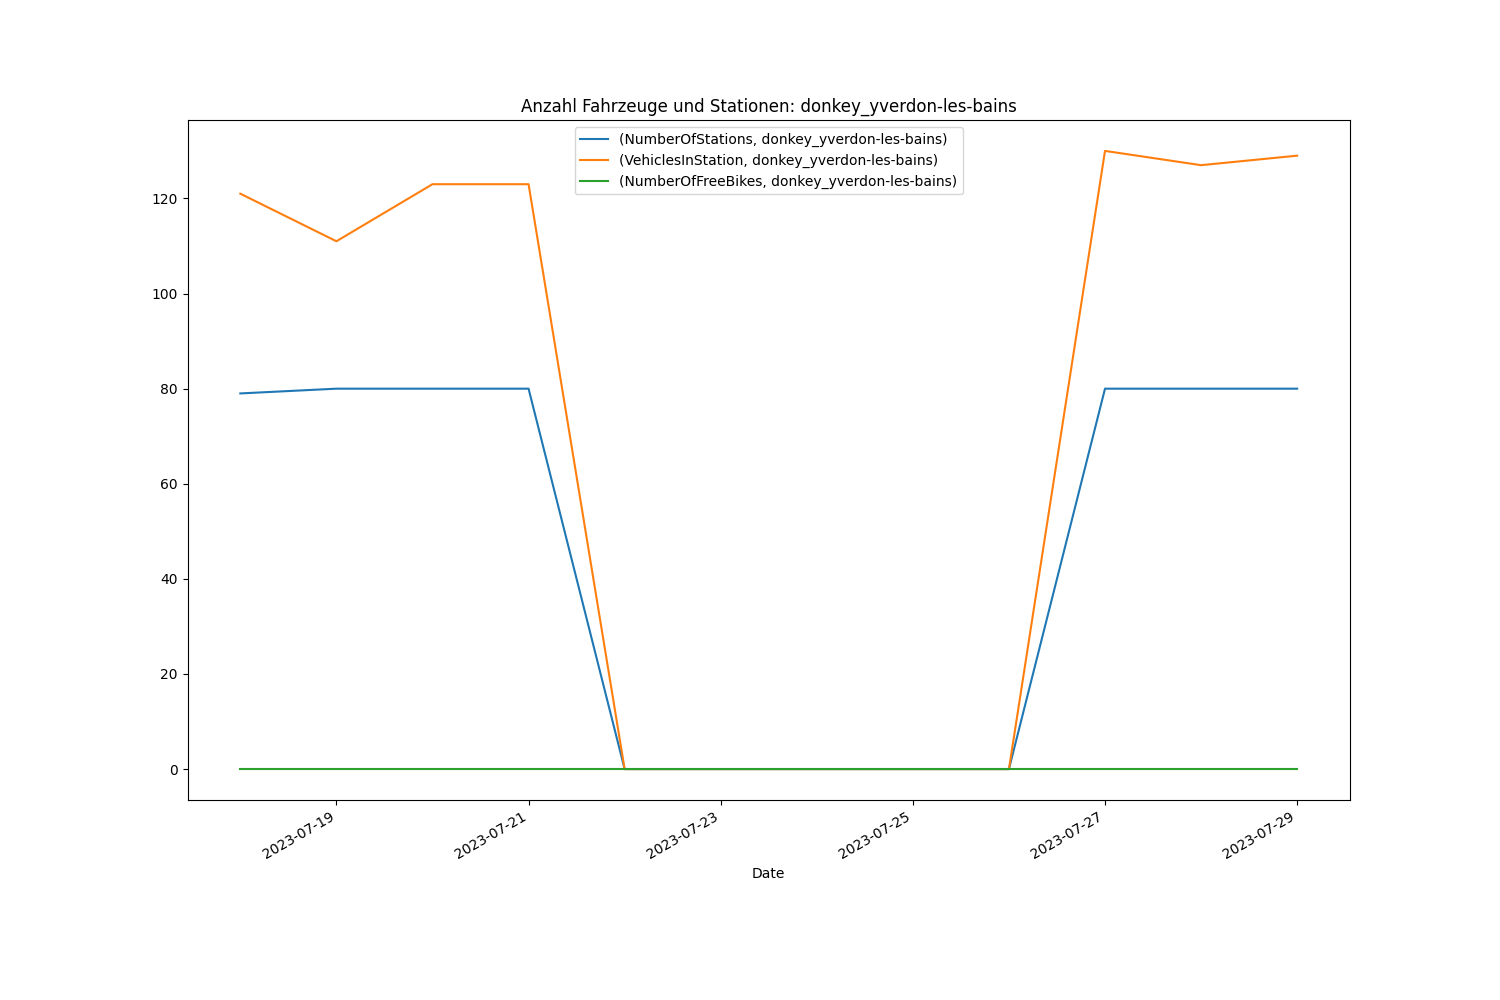 Anzahl Fahrzeuge und Stationen: donkey_yverdon-les-bains
(NumberOfStations, donkey_yverdon-les-bains)
(VehiclesInStation, donkey_yverdon-les-bains)
(NumberOfFreeBikes, donkey_yverdon-les-bains)
120
100
80
60
40
20
0
2023-07-19
2023-07-21
2023-07-23
2023-07-25
2023-07-27
2023-07-29
Date